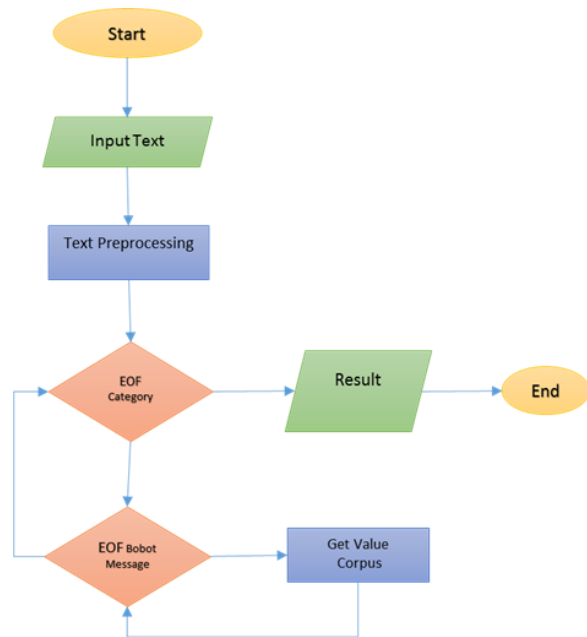 Start
Input Text
Text Preprocessing
EOF
Category
Result
End
EOF Bobot
Message
Get Value
Corpus